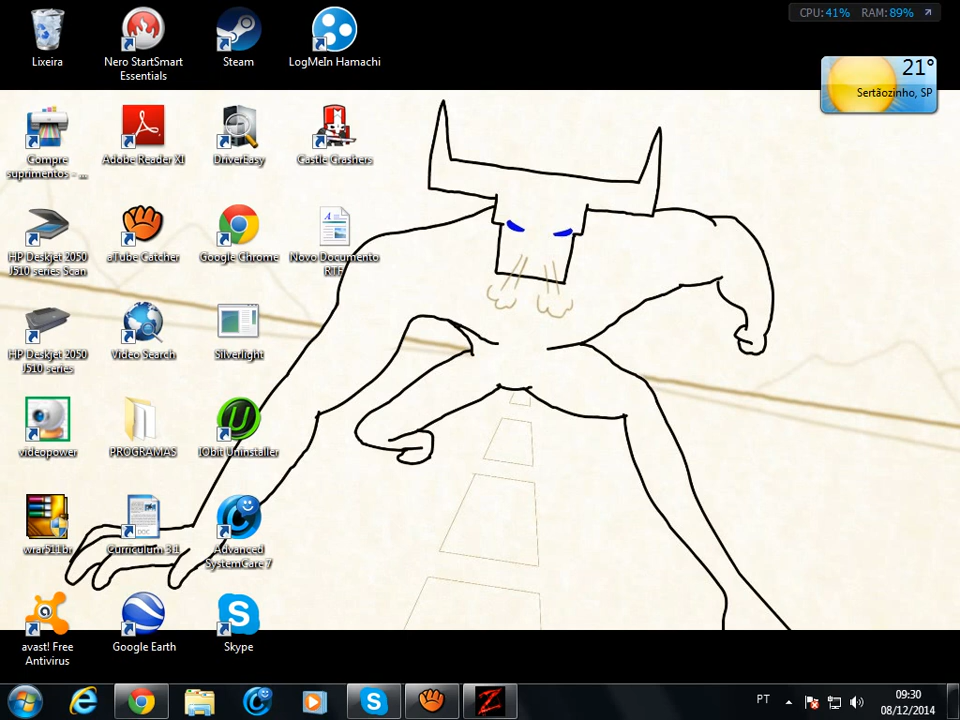 CPU: 41% RAM: 89%
21°
Sertãozinho, SP
Lixeira
Nero StartSmart
Essentials
Steam
LogMeIn Hamachi
Compre
suprimentos - ...
Adobe Reader XI
DriverEasy
Castle Crashers
HP Deskjet 2050
J510 series Scan
aTube Catcher
Google Chrome
Novo Documento
RTF
HP Deskjet 2050
J510 series
Video Search
Silverlight
videopower
PROGRAMAS
IObit Uninstaller
wrar511br
Curriculum 3.1
Advanced
SystemCare 7
avast! Free
Antivirus
Google Earth
Skype
PT
09:30
08/12/2014